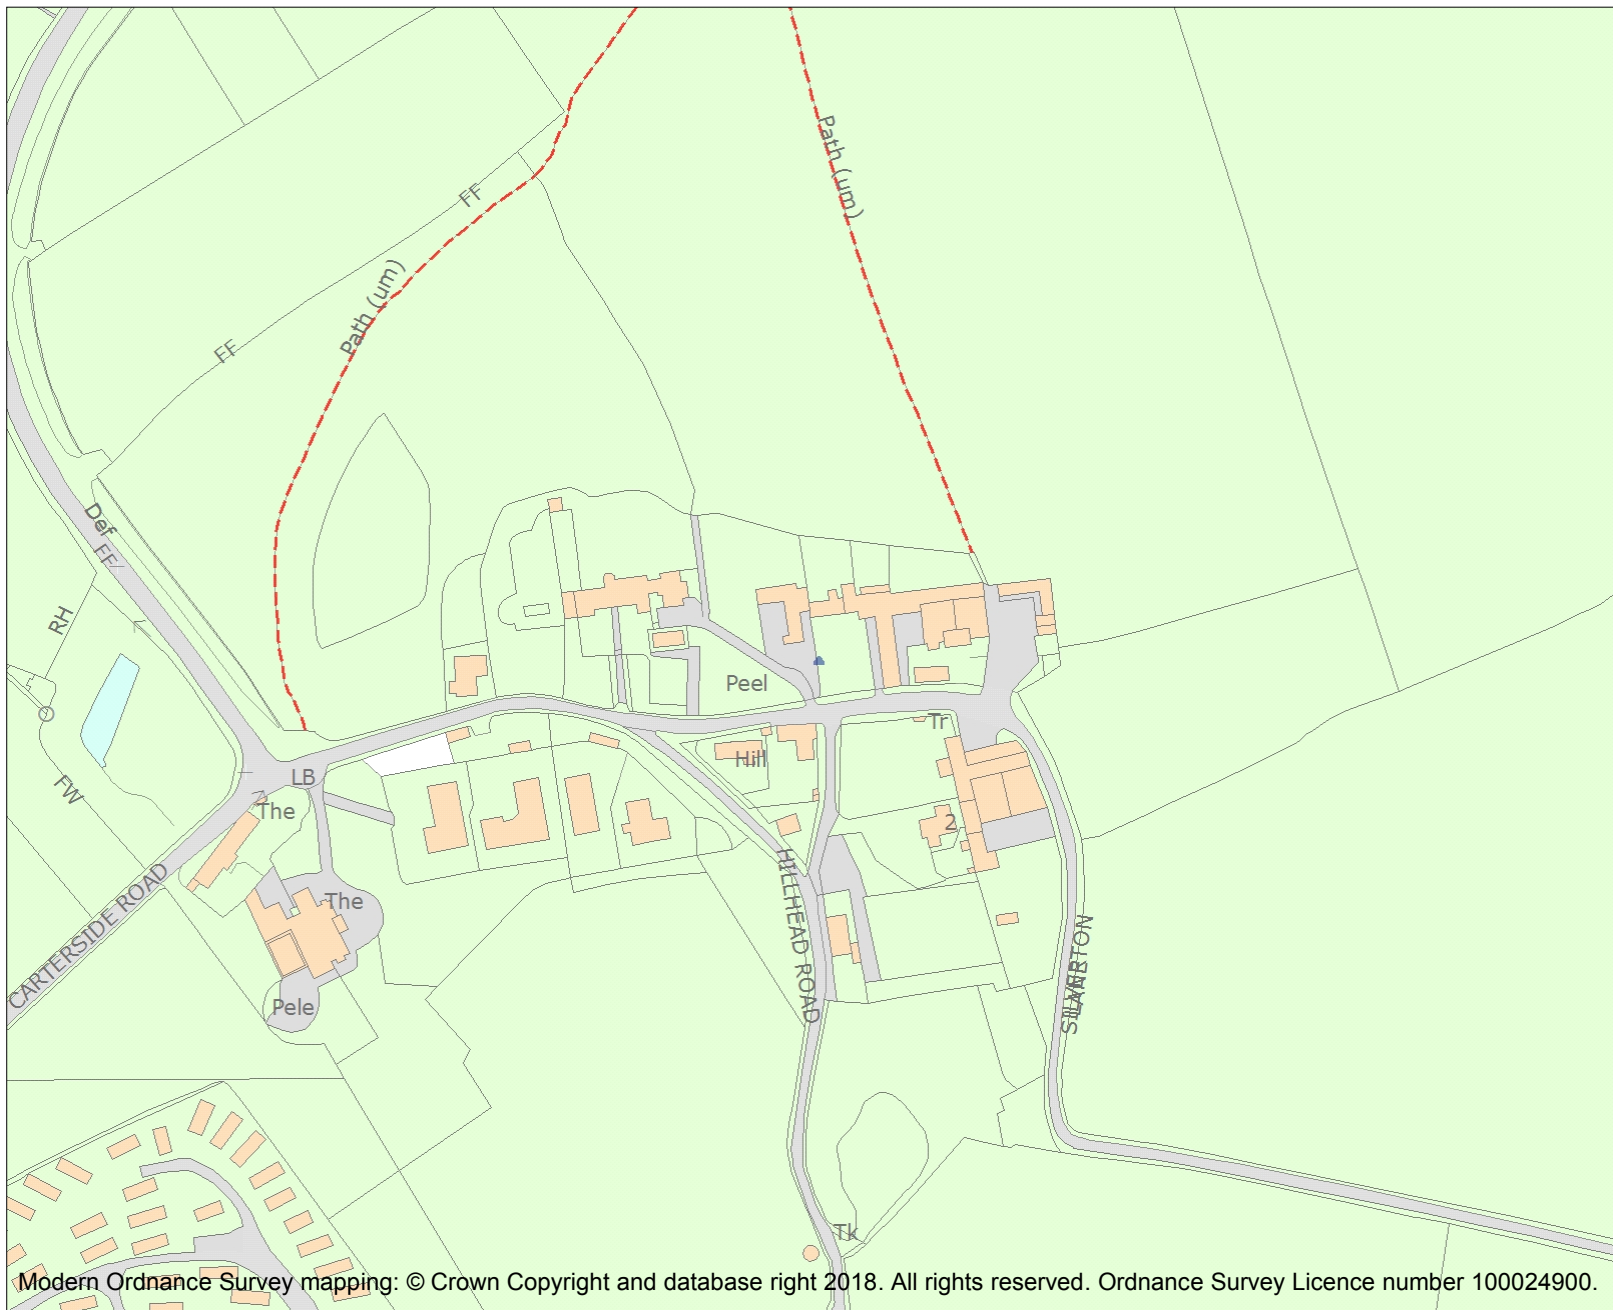 Path (um)
FF
Path (um)
FF
Def
FF
RH
Peel
Tr
Hill
LB
FW
The
2
CARTERSIDE ROAD
The
HILLHEAD ROAD
SILVERTON
LANE
Pele
Tk
Modern Ordnance Survey mapping: © Crown Copyright and database right 2018. All rights reserved. Ordnance Survey Licence number 100024900.